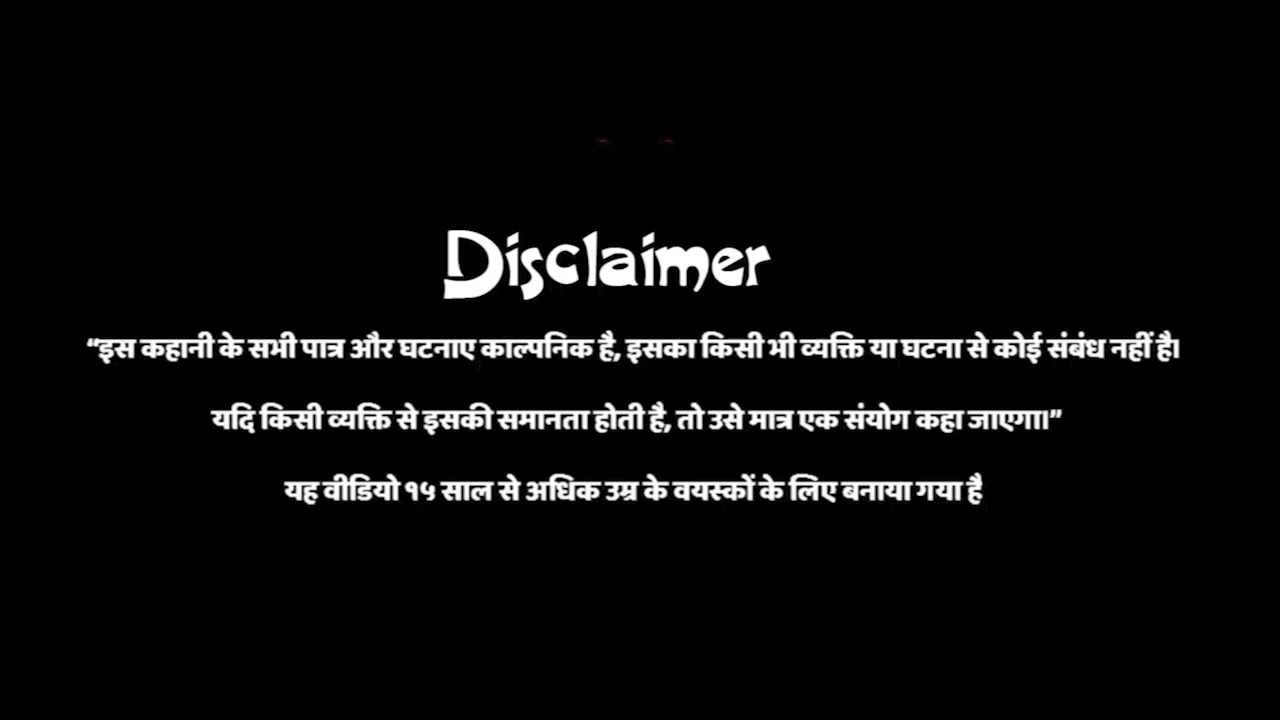 Disclaimer
“इस कहानी के सभी पात्र और घटनाए काल्पनिक है, इसका किसी भी व्यक्ति या घटना से कोई संबंध नहीं है।
यदि किसी व्यक्ति से इसकी समानता होती है, तो उसे मात्र एक संयोग कहा जाएगा।”
यह वीडियो १५ साल से अधिक उम्र के वयस्कों के लिए बनाया गया है